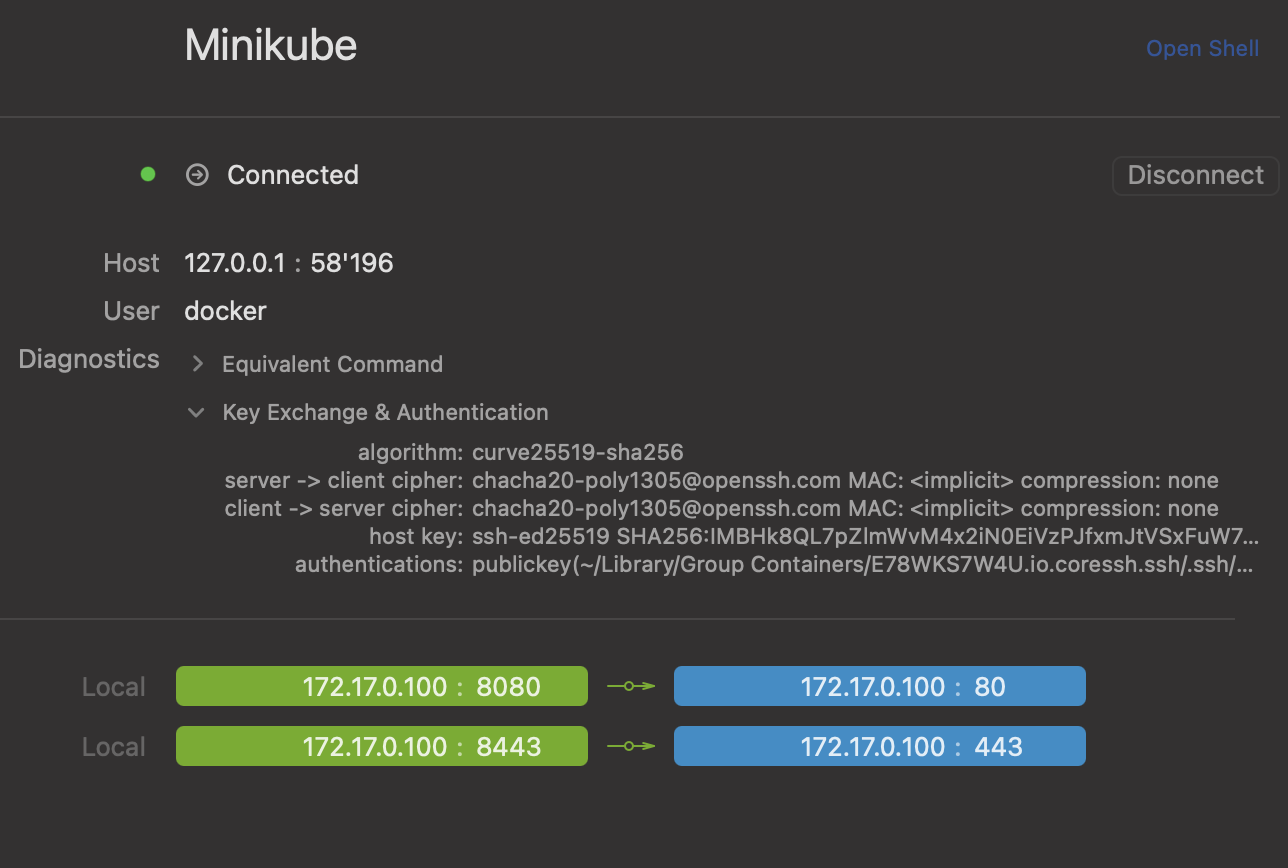 Minikube
Open Shell
Connected
Disconnect
Host 127.0.0.1 : 58'196
User docker
Diagnostics
Equivalent Command
Key Exchange & Authentication
algorithm: curve25519-sha256
server -> client cipher: chacha20-poly1305@openssh.com MAC: <implicit> compression: none
client -> server cipher: chacha20-poly1305@openssh.com MAC: <implicit> compression: none
host key: ssh-ed25519 SHA256:IMBHk8QL7pZlmWvM4x2iN0EiVzPJfxmJtVSxFuW7...
authentications: publickey(~/Library/Group Containers/E78WKS7W4U.io.coressh.ssh/.ssh/...
Local 172.17.0.100 : 8080 172.17.0.100 : 80
Local 172.17.0.100 : 8443 172.17.0.100 : 443